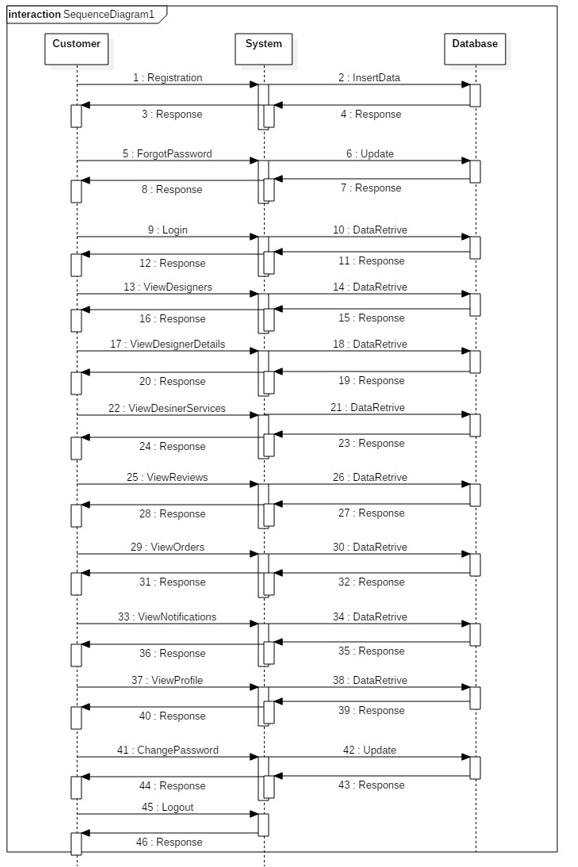 interaction SequenceDiagram1
Customer System Database
1 : Registration 2 : InsertData
3 : Response 4 : Response
5 : ForgotPassword 6 : Update
8 : Response 7 : Response
9 : Login 10 : DataRetrive
12 : Response 11 : Response
13 : ViewDesigners 14 : DataRetrive
16 : Response 15 : Response
17 : ViewDesignerDetails 18 : DataRetrive
20 : Response 19 : Response
22 : ViewDesinerServices 21 : DataRetrive
24 : Response 23 : Response
25 : ViewReviews 26 : DataRetrive
28 : Response 27 : Response
29 : ViewOrders 30 : DataRetrive
31 : Response 32 : Response
33 : ViewNotifications 34 : DataRetrive
36 : Response 35 : Response
37 : ViewProfile 38 : DataRetrive
40 : Response 39 : Response
41 : ChangePassword 42 : Update
44 : Response 43 : Response
45 : Logout
46 : Response